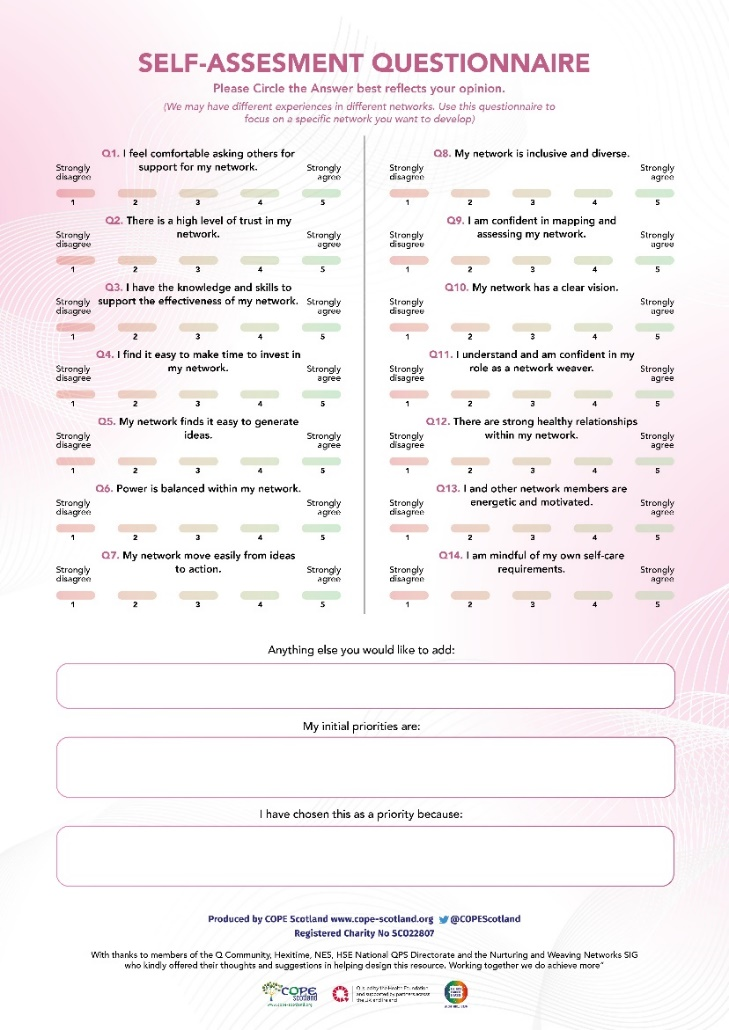 SELF-ASSESMENT QUESTIONNAIRE
Please Circle the Answer best reflects your opinion.
(We may have different experiences in different networks. Use this questionnaire to
focus on a specific network you want to develop)
Q1. I feel comfortable asking others for
support for my network.
Strongly
disagree
Strongly
agree
1 2 3 4 5
Q2. There is a high level of trust in my
network.
Strongly
disagree
Strongly
agree
1 2 3 4 5
Q3. I have the knowledge and skills to
support the effectiveness of my network.
Strongly
disagree
Strongly
agree
1 2 3 4 5
Q4. I find it easy to make time to invest in
my network.
Strongly
disagree
Strongly
agree
1 2 3 4 5
Q5. My network finds it easy to generate
ideas.
Strongly
disagree
Strongly
agree
1 2 3 4 5
Q6. Power is balanced within my network.
Strongly
disagree
Strongly
agree
1 2 3 4 5
Q7. My network move easily from ideas
to action.
Strongly
disagree
Strongly
agree
1 2 3 4 5
Q8. My network is inclusive and diverse.
Strongly
disagree
Strongly
agree
1 2 3 4 5
Q9. I am confident in mapping and
assessing my network.
Strongly
disagree
Strongly
agree
1 2 3 4 5
Q10. My network has a clear vision.
Strongly
disagree
Strongly
agree
1 2 3 4 5
Q11. I understand and am confident in my
role as a network weaver.
Strongly
disagree
Strongly
agree
1 2 3 4 5
Q12. There are strong healthy relationships
within my network.
Strongly
disagree
Strongly
agree
1 2 3 4 5
Q13. I and other network members are
energetic and motivated.
Strongly
disagree
Strongly
agree
1 2 3 4 5
Q14. I am mindful of my own self-care
requirements.
Strongly
disagree
Strongly
agree
1 2 3 4 5
Anything else you would like to add:
My initial priorities are:
I have chosen this as a priority because:
Produced by COPE Scotland www.cope-scotland.org @COPEScotland
Registered Charity No SC022807
With thanks to members of the Q Community, Hexitime, NES, HSE National QPS Directorate and the Nurturing and Weaving Networks SIG
who kindly offered their thoughts and suggestions in helping design this resource. Working together we do achieve more"
COPE
Scotland
www.cope-scotland.org